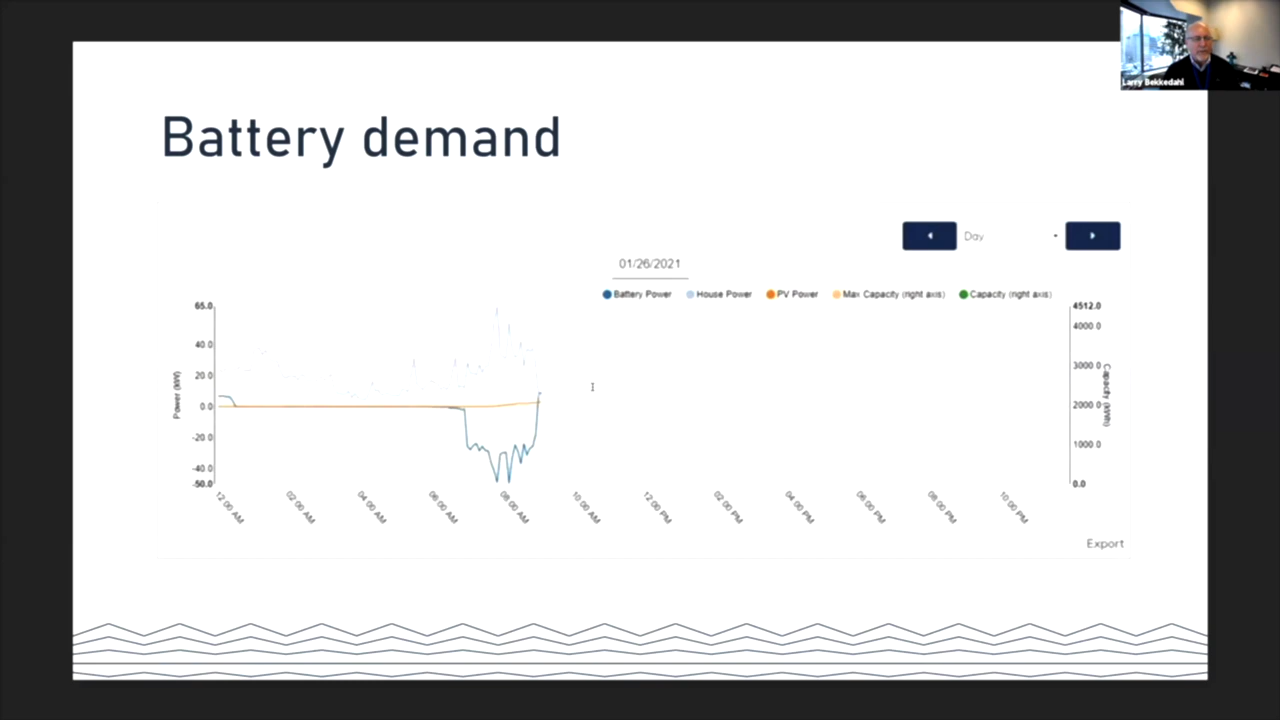 Larry Bekkedahl
Battery demand
Day
01/26/2021
Battery Power House Power PV Power Max Capacity (right axis) Capacity (right axis)
65.0
40.0
20.0
0.0
-20.0
-40.0
-50.0
Power (kW)
4512.0
4000.0
3000.0
2000.0
1000.0
0.0
Capacity (kWh)
12:00 AM
02:00 AM
04:00 AM
06:00 AM
08:00 AM
10:00 AM
12:00 PM
02:00 PM
04:00 PM
06:00 PM
08:00 PM
10:00 PM
Export